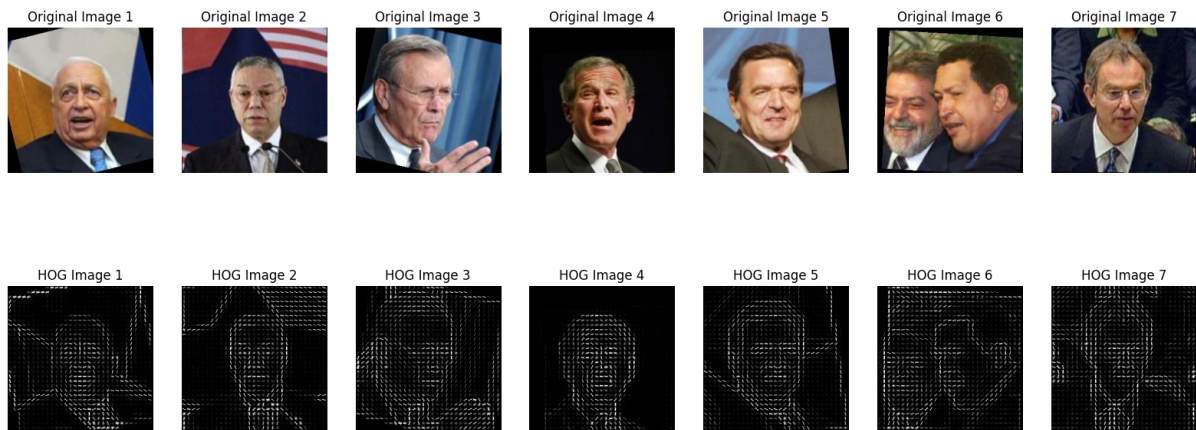 Original Image 1
Original Image 2
Original Image 3
Original Image 4
Original Image 5
Original Image 6
Original Image 7
HOG Image 1
HOG Image 2
HOG Image 3
HOG Image 4
HOG Image 5
HOG Image 6
HOG Image 7